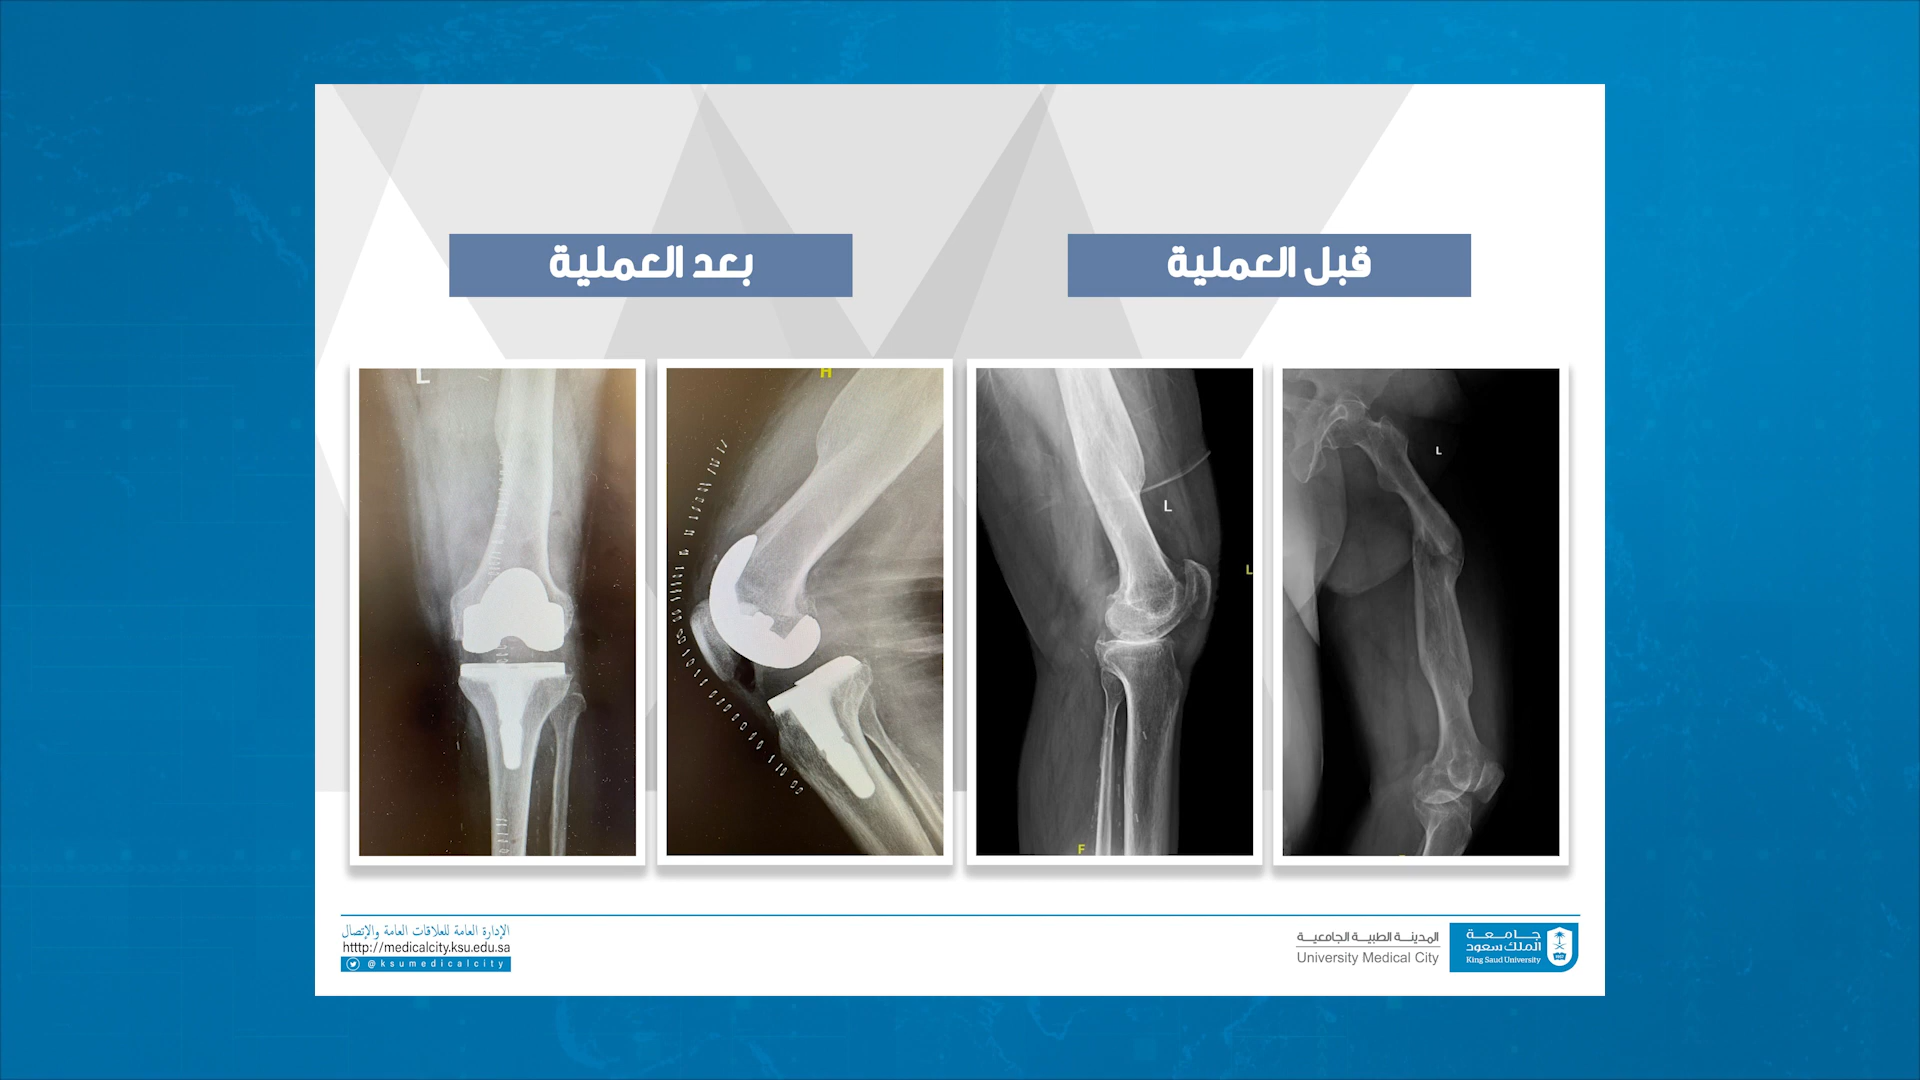 قبل العملية
بعد العملية
L
H
L
L
F
L
الإدارة العامة للعلاقات العامة والإتصال
htttp://medicalcity.ksu.edu.sa
@ksumedicalcity
المدينة الطبية الجامعية
University Medical City
جامعة
الملك سعود
King Saud University